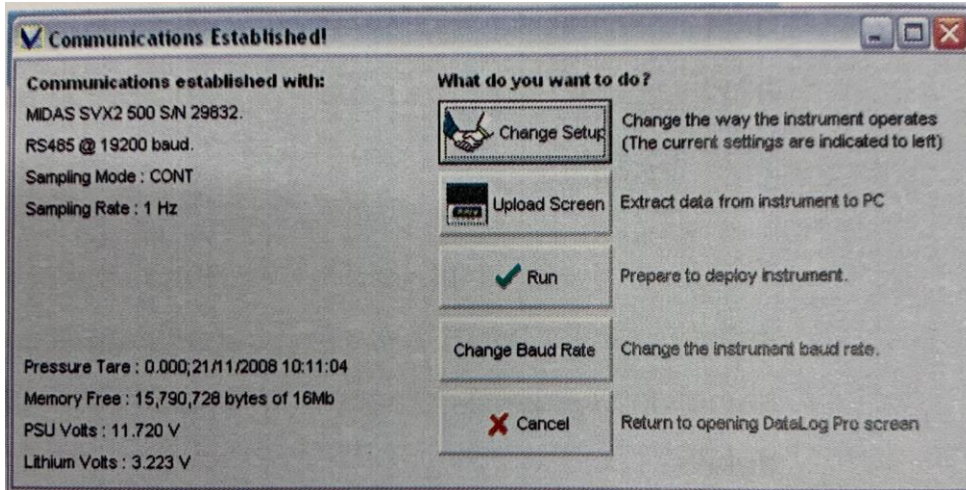 Communications Established!
Communications established with:
MIDAS SVX2 500 S/N 29832.
RS485 @ 19200 baud.
Sampling Mode : CONT
Sampling Rate : 1 Hz
Pressure Tare : 0.000;21/11/2008 10:11:04
Memory Free : 15,790,728 bytes of 16Mb
PSU Volts : 11.720 V
Lithium Volts : 3.223 V
What do you want to do?
Change Setup
Change the way the instrument operates
(The current settings are indicated to left)
Upload Screen
Extract data from instrument to PC
Run
Prepare to deploy instrument.
Change Baud Rate
Change the instrument baud rate.
Cancel
Return to opening DataLog Pro screen